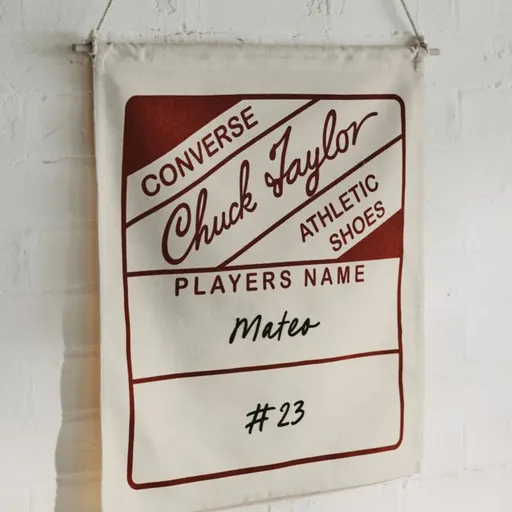 CONVERSE
Chuck Taylor
ATHLETIC
SHOES
PLAYERS NAME
Mateo
#23